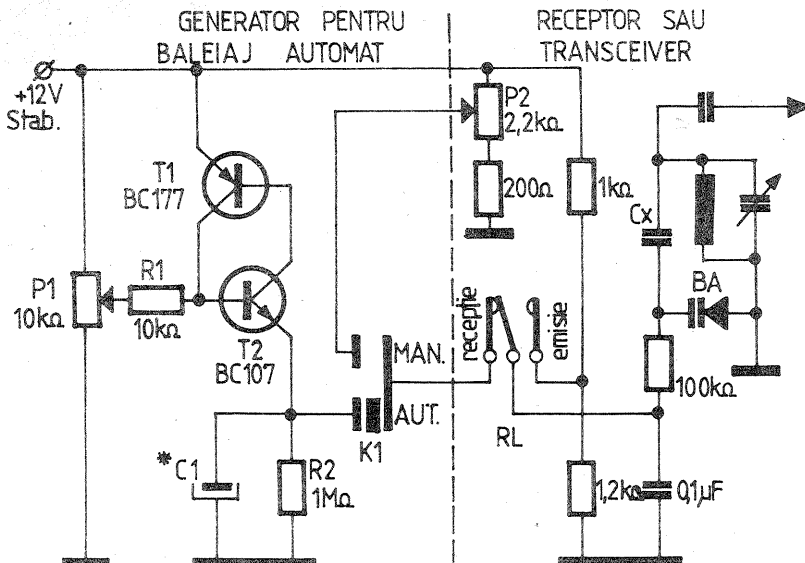 GENERATOR PENTRU
BALEIAJ AUTOMAT
RECEPTOR SAU
TRANSCEIVER
+12V
Stab.
T1
BC177
P1
10kΩ
R1
10kΩ
T2
BC107
*C1
R2
1MΩ
MAN.
AUT.
K1
P2
2,2kΩ
200Ω
1kΩ
recepție
emisie
RL
1,2kΩ
Cx
BA
100kΩ
0,1µF